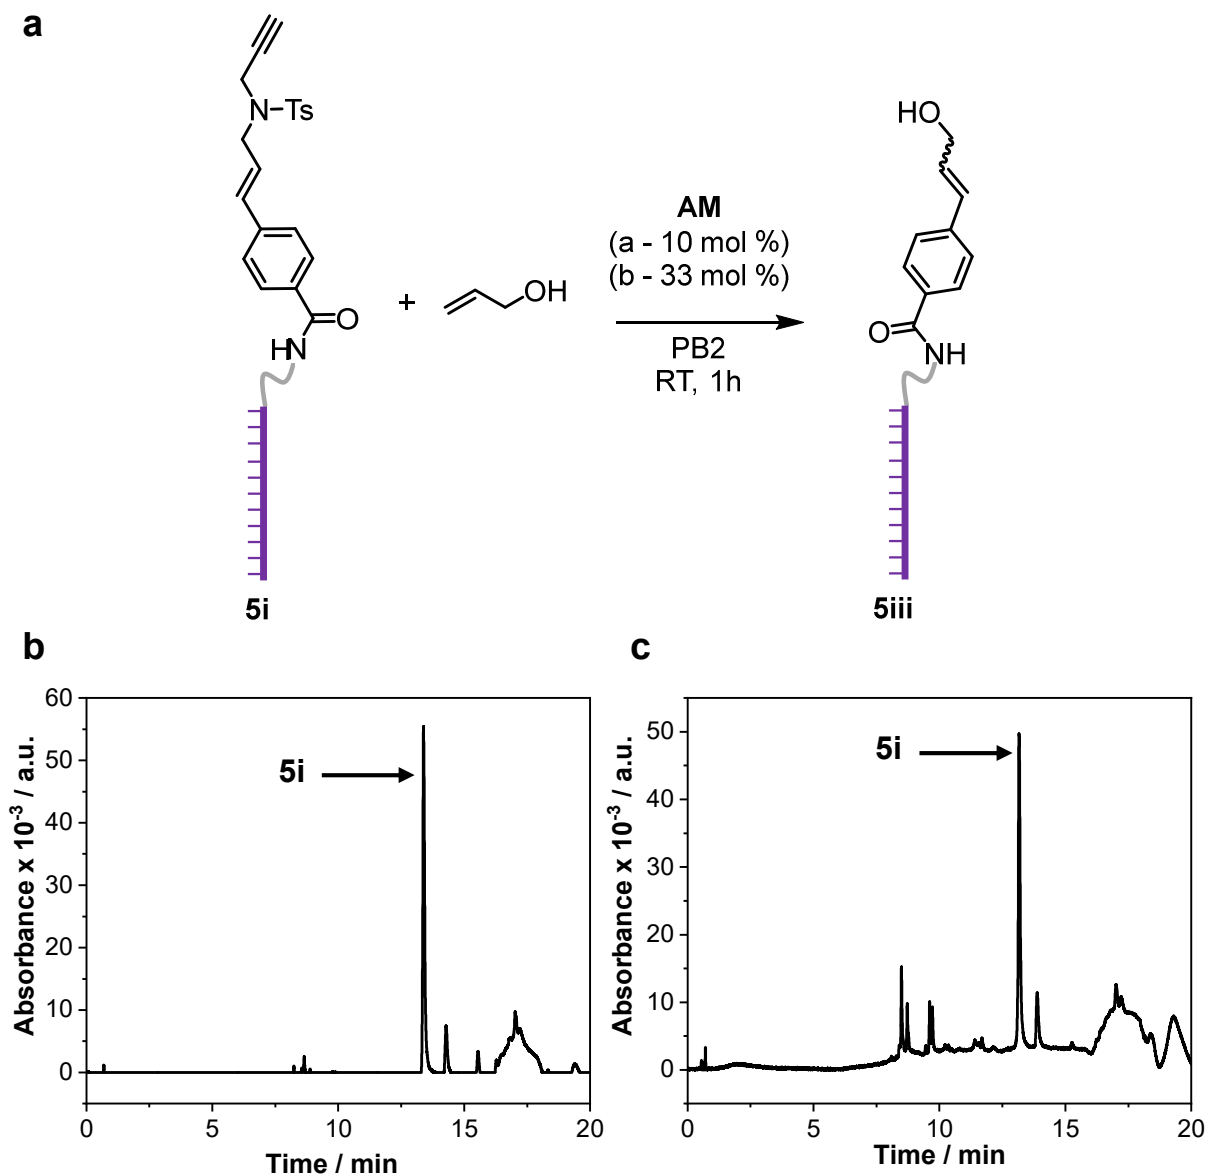 a
N
Ts
O
HN
+
OH
AM
(a - 10 mol %)
(b - 33 mol %)
PB2
RT, 1h
HO
O
NH
5i
5iii
b
60
50
40
30
20
10
0
Absorbance x 10⁻³ / a.u.
5i
0
5
10
15
20
Time / min
c
50
40
30
20
10
0
Absorbance x 10⁻³ / a.u.
5i
0
5
10
15
20
Time / min